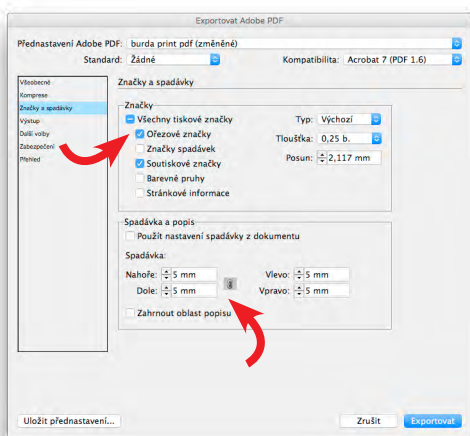 Exportovat Adobe PDF
Přednastavení Adobe PDF: burda print pdf (změněné)
Standard: Žádné Kompatibilita: Acrobat 7 (PDF 1.6)
Všeobecné
Komprese
Značky a spadávky
Výstup
Další volby
Zabezpečení
Přehled
Značky a spadávky
Značky
Všechny tiskové značky Typ: Výchozí
Ořezové značky Tloušťka: 0,25 b.
Značky spadávek Posun: 2,117 mm
Soutiskové značky
Barevné pruhy
Stránkové informace
Spadávka a popis
Použít nastavení spadávky z dokumentu
Spadávka:
Nahoře: 5 mm Vlevo: 5 mm
Dole: 5 mm Vpravo: 5 mm
Zahrnout oblast popisu
Uložit přednastavení... Zrušit Exportovat